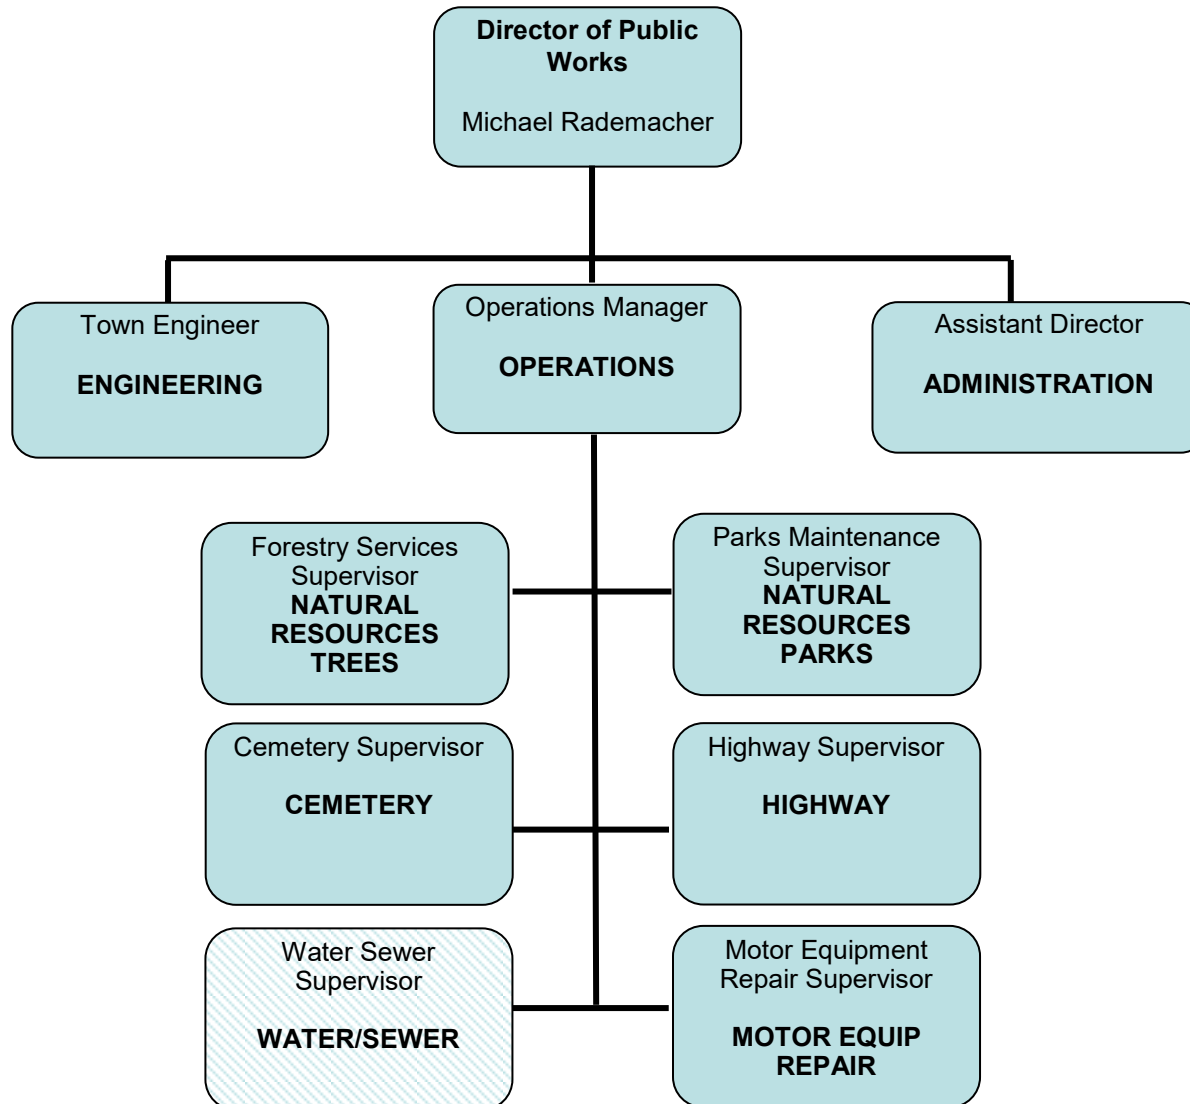 Director of Public
Works
Michael Rademacher
Town Engineer
ENGINEERING
Operations Manager
OPERATIONS
Assistant Director
ADMINISTRATION
Forestry Services
Supervisor
NATURAL
RESOURCES
TREES
Parks Maintenance
Supervisor
NATURAL
RESOURCES
PARKS
Cemetery Supervisor
CEMETERY
Highway Supervisor
HIGHWAY
Water Sewer
Supervisor
WATER/SEWER
Motor Equipment
Repair Supervisor
MOTOR EQUIP
REPAIR